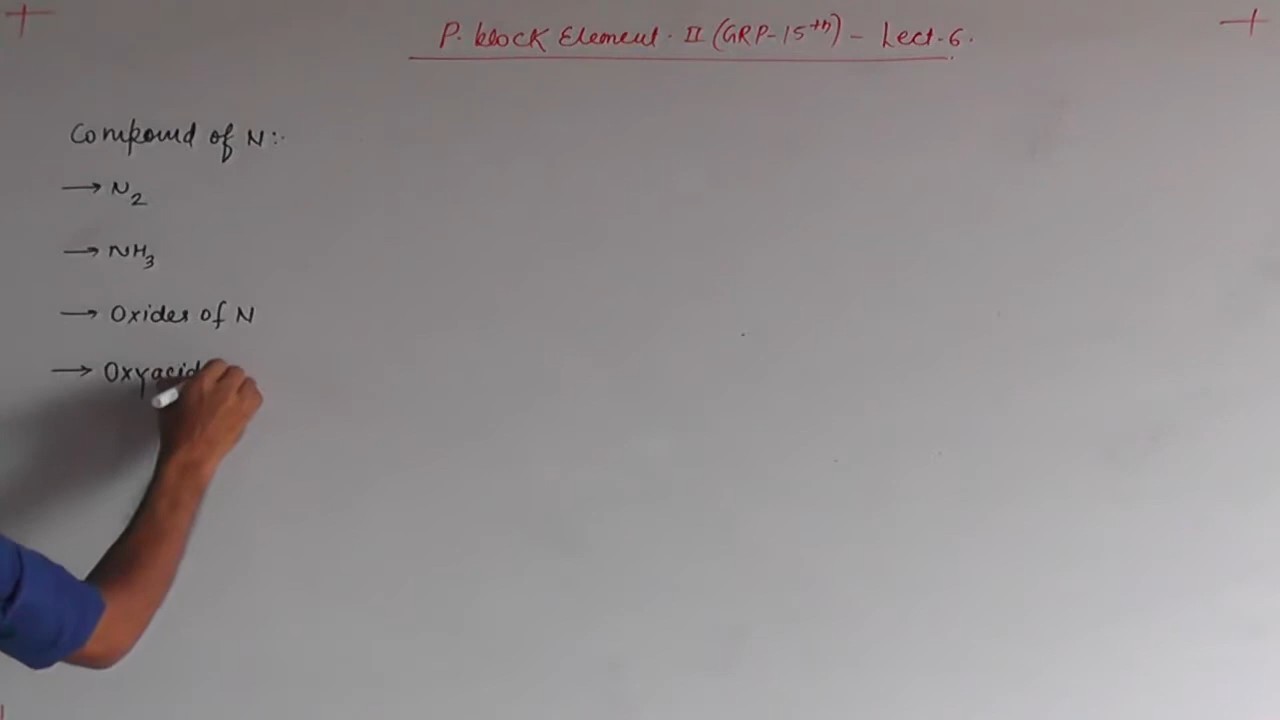 P. block Element. II (GRP-15th) - Lect. 6.
Compound of N:-
→ N2
→ NH3
→ Oxides of N
→ Oxyacid